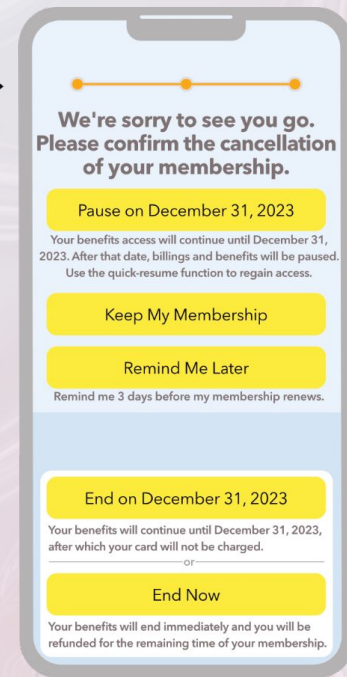 We're sorry to see you go.
Please confirm the cancellation
of your membership.
Pause on December 31, 2023
Your benefits access will continue until December 31,
2023. After that date, billings and benefits will be paused.
Use the quick-resume function to regain access.
Keep My Membership
Remind Me Later
Remind me 3 days before my membership renews.
End on December 31, 2023
Your benefits will continue until December 31, 2023,
after which your card will not be charged.
or
End Now
Your benefits will end immediately and you will be
refunded for the remaining time of your membership.